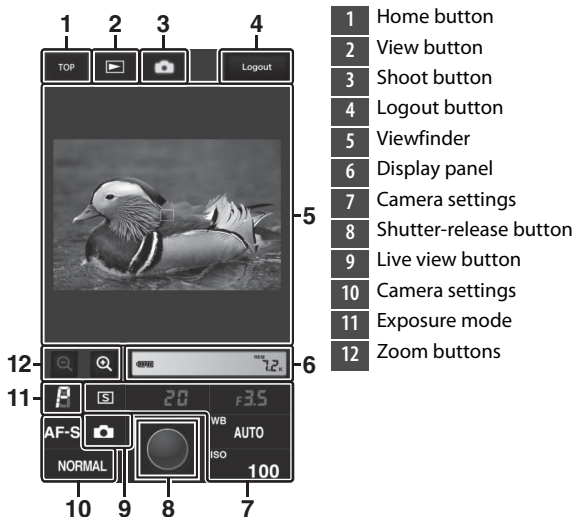 1 2 3 4
TOP Logout
5
12 REM 7.2K 6
11 P S 20 F3.5
AF-S WB AUTO
NORMAL ISO 100
10 9 8 7
1 Home button
2 View button
3 Shoot button
4 Logout button
5 Viewfinder
6 Display panel
7 Camera settings
8 Shutter-release button
9 Live view button
10 Camera settings
11 Exposure mode
12 Zoom buttons